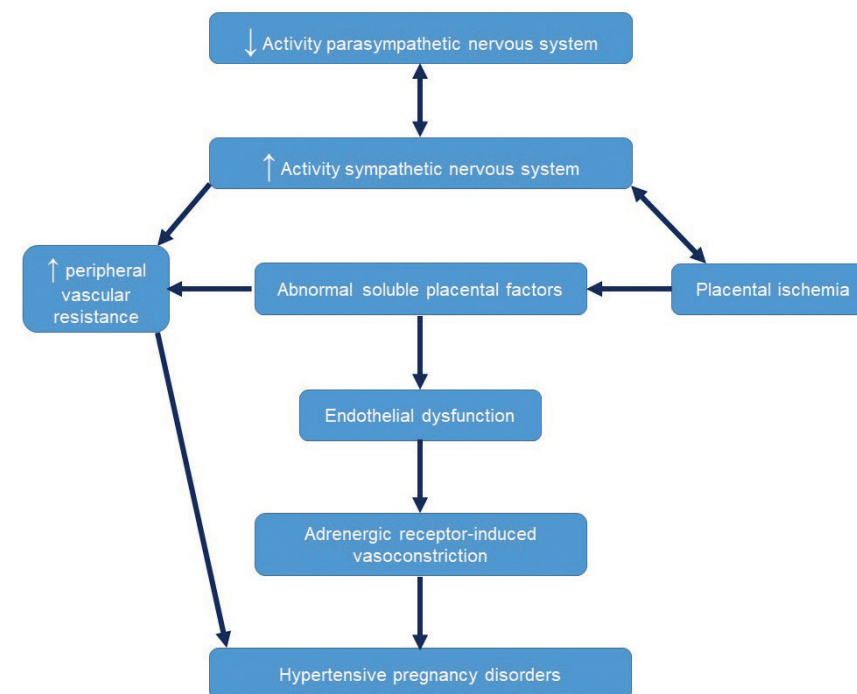 ↓ Activity parasympathetic nervous system
↑ Activity sympathetic nervous system
↑ peripheral
vascular
resistance
Abnormal soluble placental factors
Placental ischemia
Endothelial dysfunction
Adrenergic receptor-induced
vasoconstriction
Hypertensive pregnancy disorders